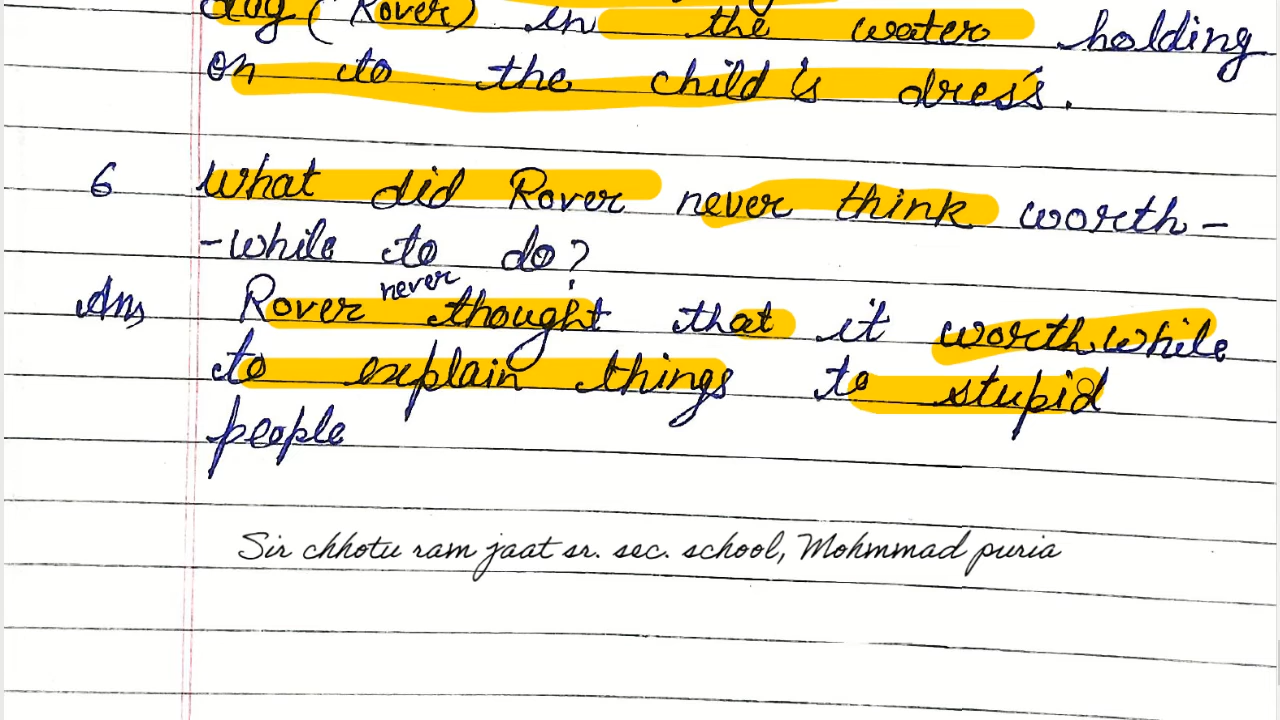 dog (Rover) in the water holding
on to the child's dress.
6 What did Rover never think worth-
-while to do?
never
Ans Rover thought that it worthwhile
to explain things to stupid
people
Sir chhotu ram jaat sr. sec. school, Mohmmad puria